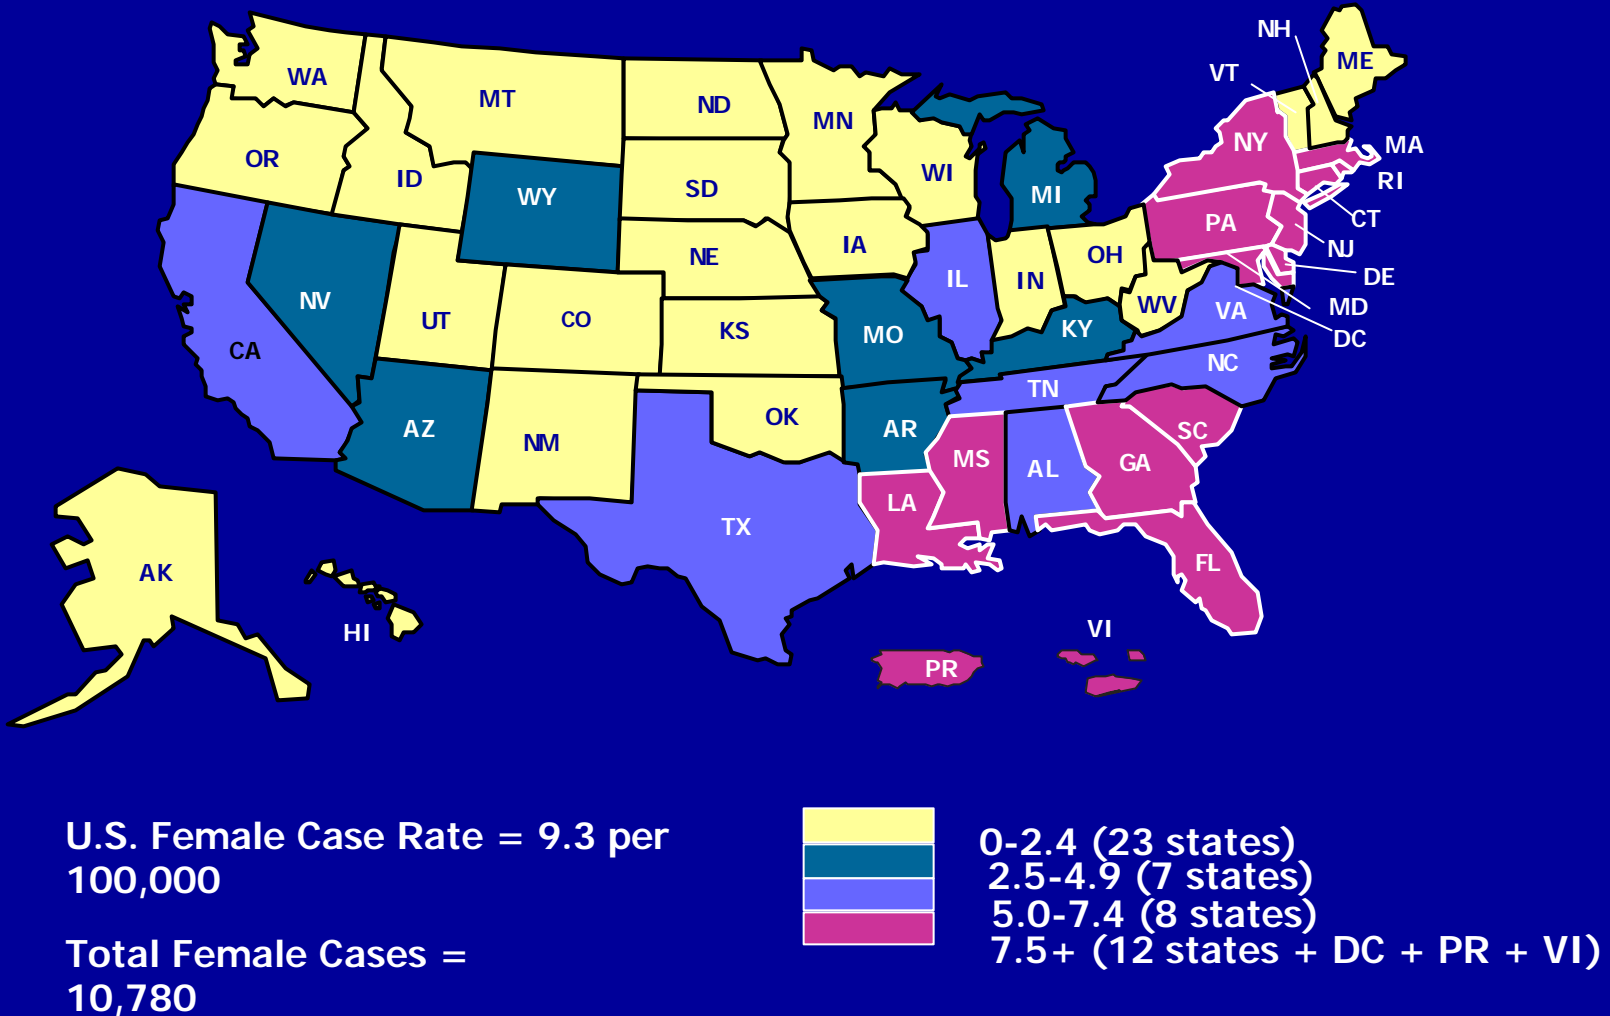 NH
ME
VT
WA
MT
ND
MN
OR
ID
SD
WI
WY
MI
NY
MA
RI
CT
PA
NJ
NE
IA
OH
DE
NV
UT
CO
KS
IL
IN
WV
VA
MD
DC
CA
MO
KY
NC
TN
AZ
NM
OK
AR
MS
AL
GA
SC
LA
TX
FL
AK
HI
VI
PR
U.S. Female Case Rate = 9.3 per
100,000
Total Female Cases =
10,780
0-2.4 (23 states)
2.5-4.9 (7 states)
5.0-7.4 (8 states)
7.5+ (12 states + DC + PR + VI)